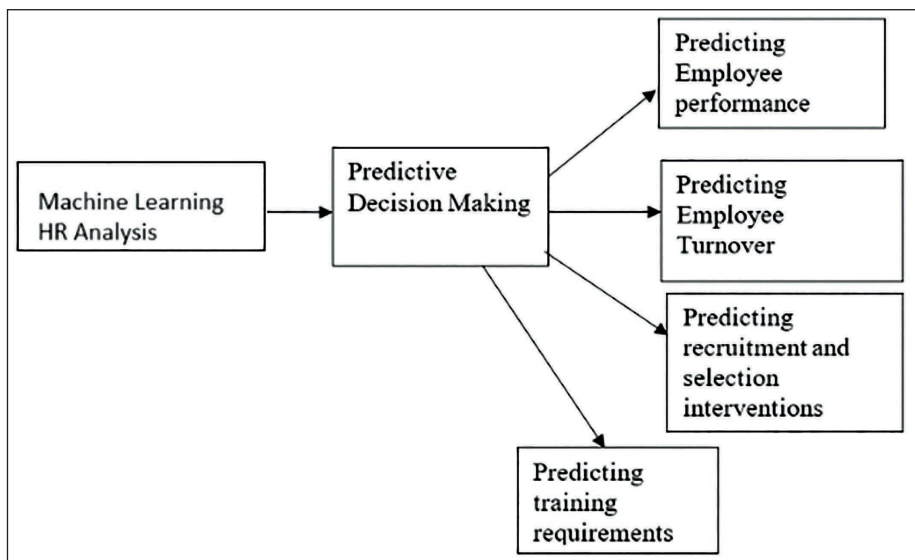 Machine Learning
HR Analysis
Predictive
Decision Making
Predicting
Employee
performance
Predicting
Employee
Turnover
Predicting
recruitment and
selection
interventions
Predicting
training
requirements